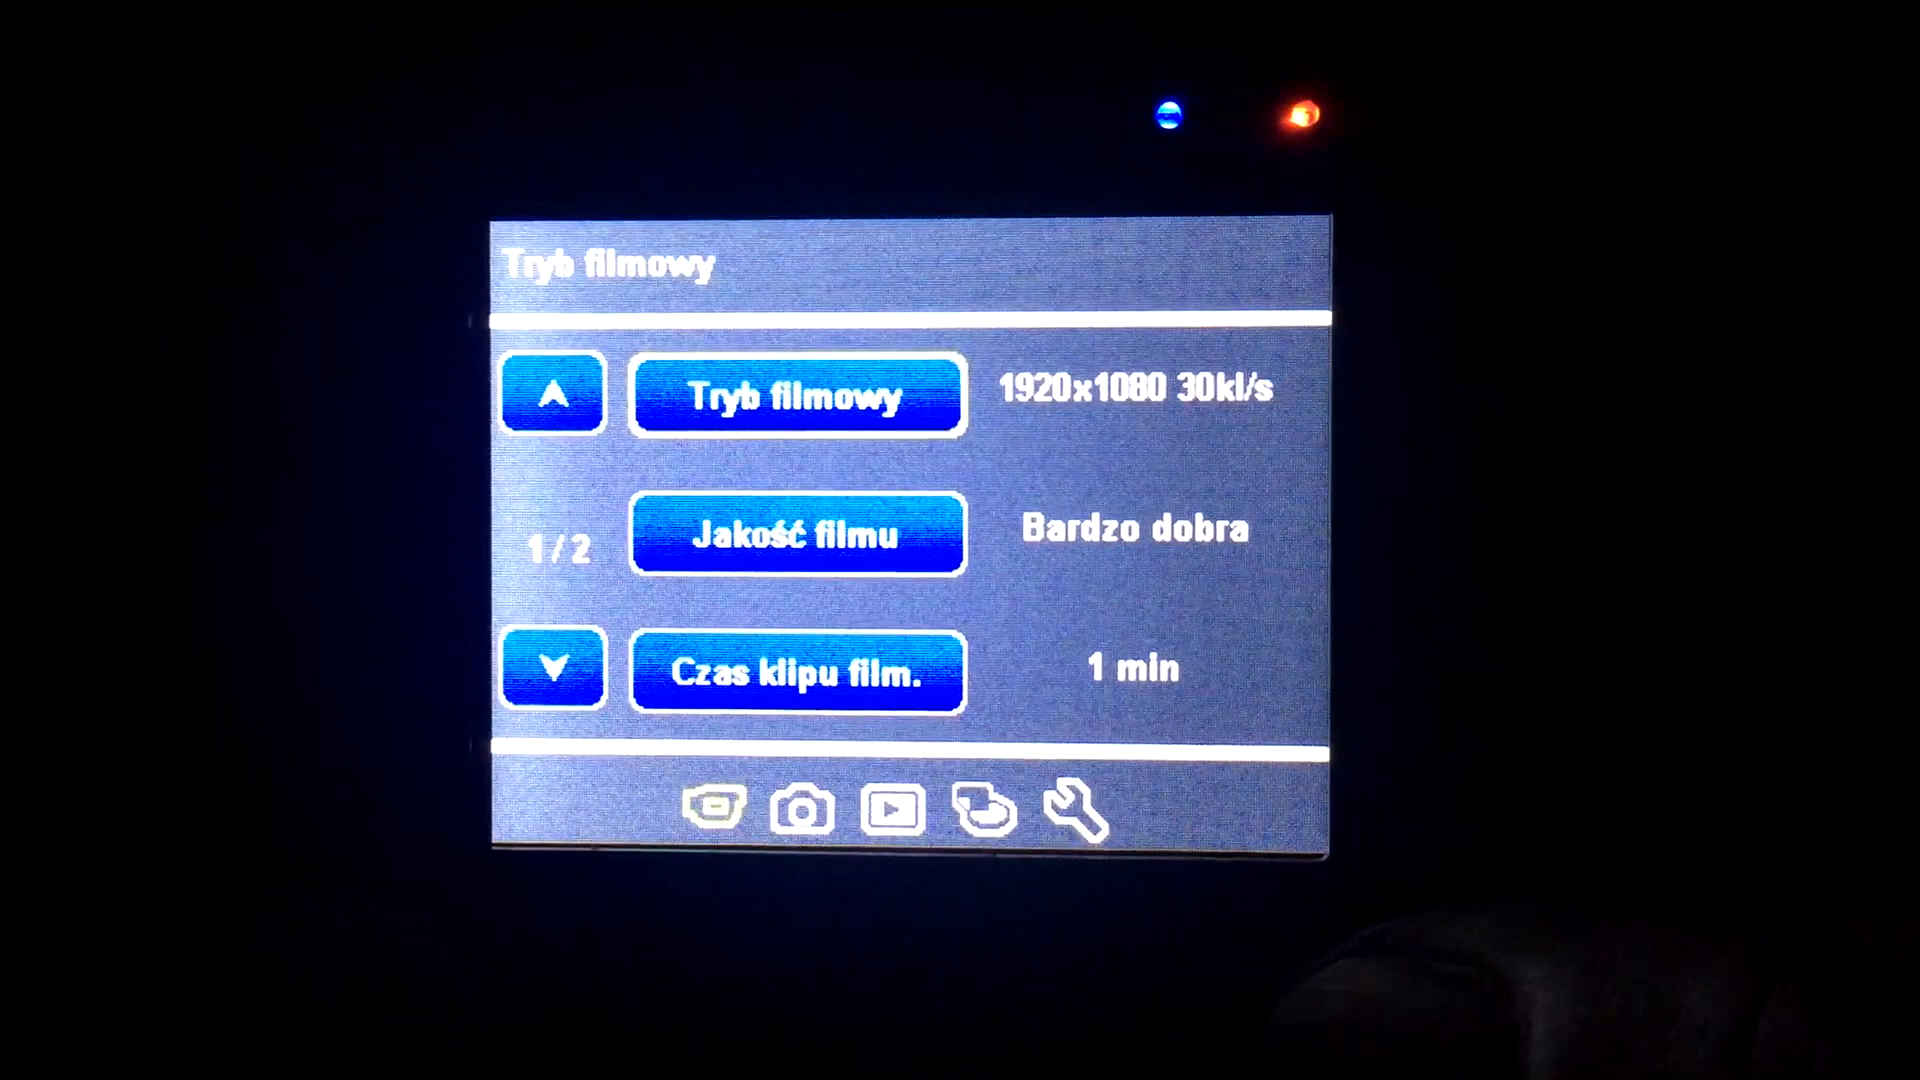 Tryb filmowy
Tryb filmowy 1920x1080 30kl/s
1/2 Jakość filmu Bardzo dobra
Czas klipu film. 1 min